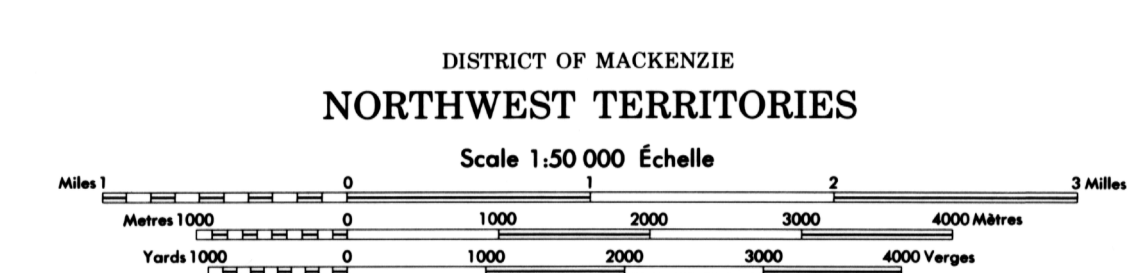 DISTRICT OF MACKENZIE
NORTHWEST TERRITORIES
Scale 1:50 000 Échelle
Miles 1 0 1 2 3 Milles
Metres 1000 0 1000 2000 3000 4000 Mètres
Yards 1000 0 1000 2000 3000 4000 Verges